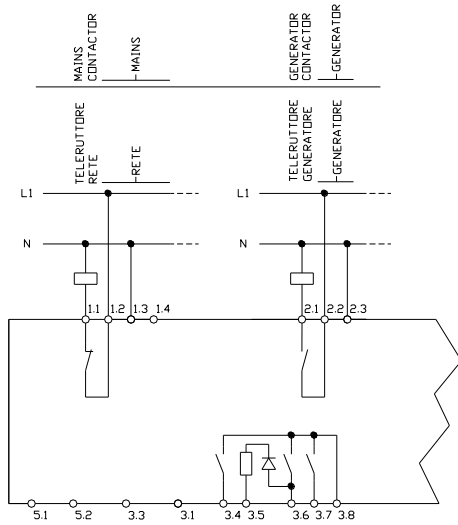 MAINS
CONTACTOR
MAINS
GENERATOR
CONTACTOR
GENERATOR
TELERUTTORE
RETE
RETE
TELERUTTORE
GENERATORE
GENERATORE
L1
L1
N
N
1.1 1.2 1.3 1.4
2.1 2.2 2.3
5.1 5.2 3.3 3.1 3.4 3.5 3.6 3.7 3.8